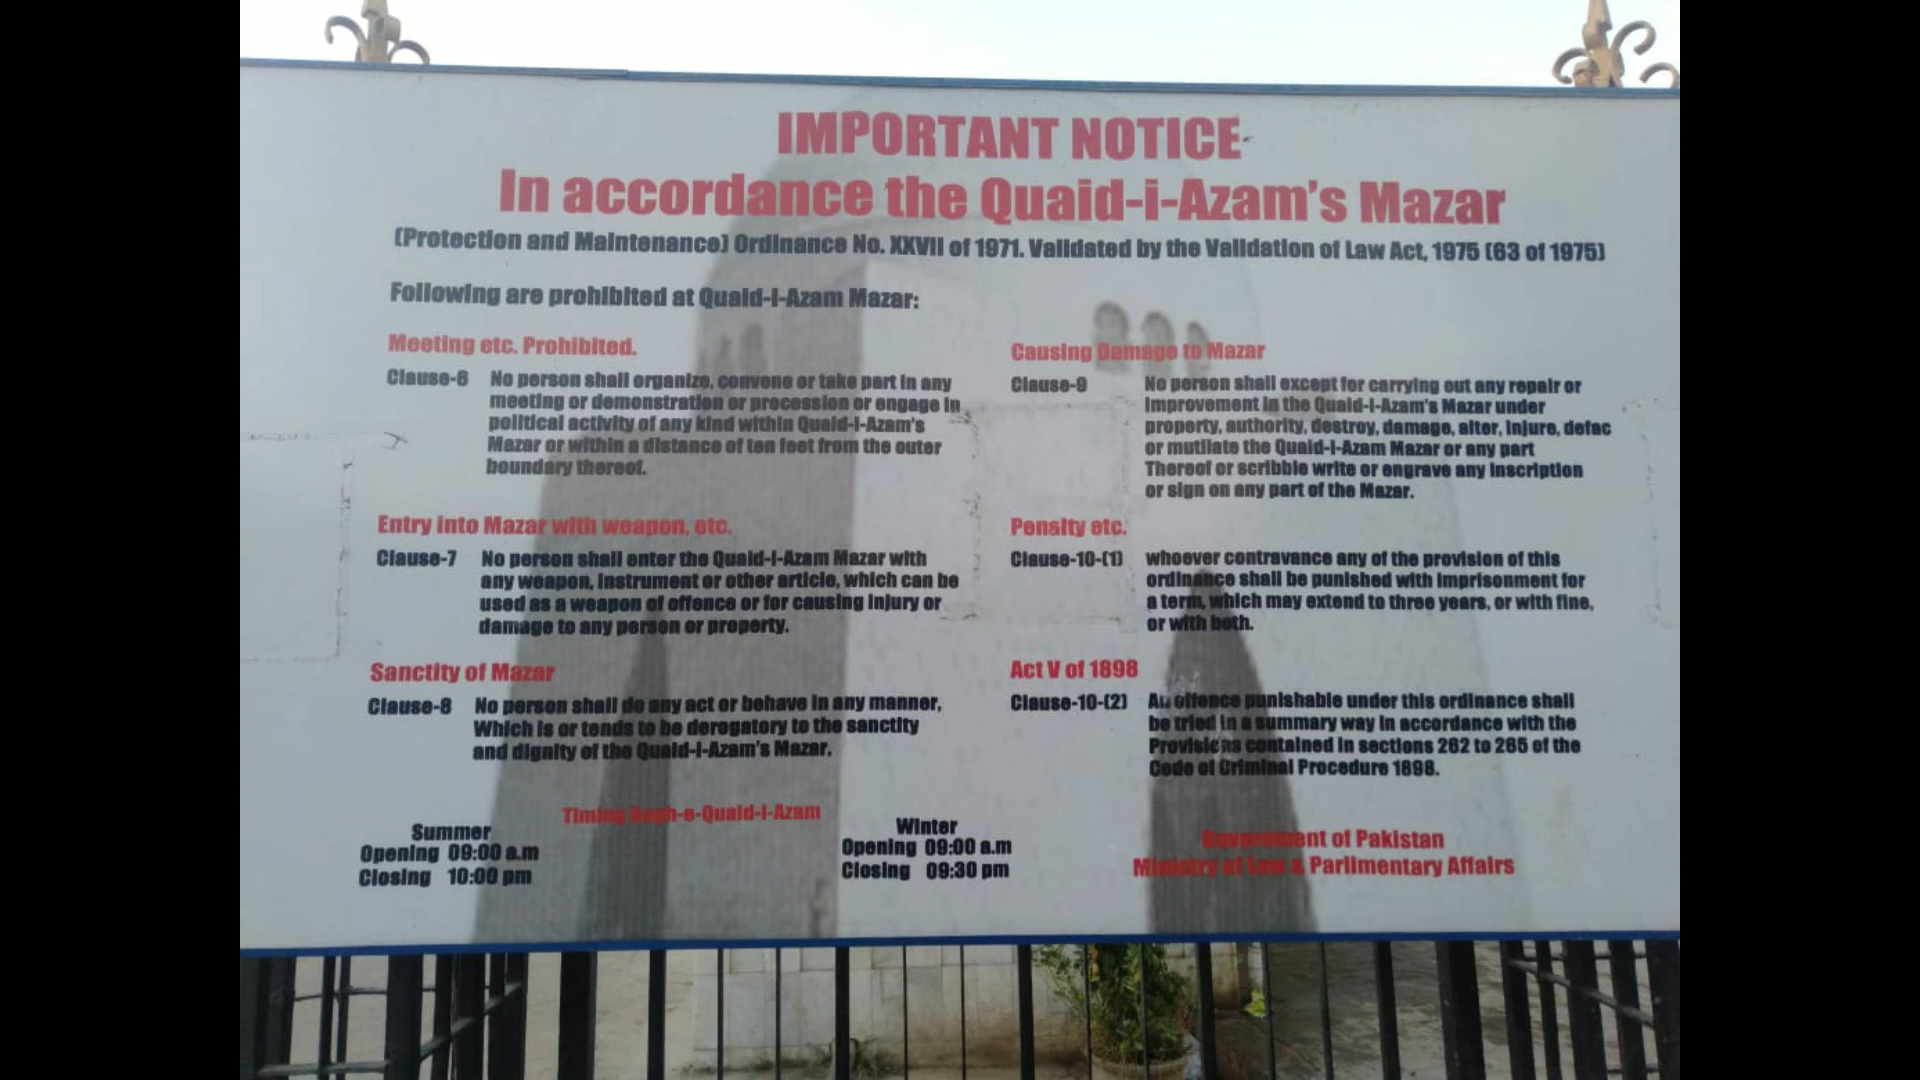 IMPORTANT NOTICE
In accordance the Quaid-i-Azam's Mazar
(Protection and Maintenance) Ordinance No. XXVII of 1971. Validated by the Validation of Law Act, 1975 (63 of 1975)
Following are prohibited at Quaid-i-Azam Mazar:
Meeting etc. Prohibited.
Clause-6 No person shall organize, convene or take part in any
meeting or demonstration or procession or engage in
political activity of any kind within Quaid-i-Azam's
Mazar or within a distance of ten feet from the outer
boundary thereof.
Entry into Mazar with weapon, etc.
Clause-7 No person shall enter the Quaid-i-Azam Mazar with
any weapon, instrument or other article, which can be
used as a weapon of offence or for causing injury or
damage to any person or property.
Sanctity of Mazar
Clause-8 No person shall do any act or behave in any manner,
Which is or tends to be derogatory to the sanctity
and dignity of the Quaid-i-Azam's Mazar.
Causing Damage to Mazar
Clause-9 No person shall except for carrying out any repair or
improvement in the Quaid-i-Azam's Mazar under
property, authority, destroy, damage, alter, injure, defac
or mutilate the Quaid-i-Azam Mazar or any part
Thereof or scribble write or engrave any inscription
or sign on any part of the Mazar.
Penalty etc.
Clause-10-(1) whoever contravance any of the provision of this
ordinance shall be punished with imprisonment for
a term, which may extend to three years, or with fine,
or with both.
Act V of 1898
Clause-10-(2) An offence punishable under this ordinance shall
be tried in a summary way in accordance with the
Provisions contained in sections 262 to 265 of the
Code of Criminal Procedure 1898.
Timing Bagh-e-Quaid-i-Azam
Summer
Opening 09:00 a.m
Closing 10:00 pm
Winter
Opening 09:00 a.m
Closing 09:30 pm
Government of Pakistan
Ministry of Law & Parlimentary Affairs